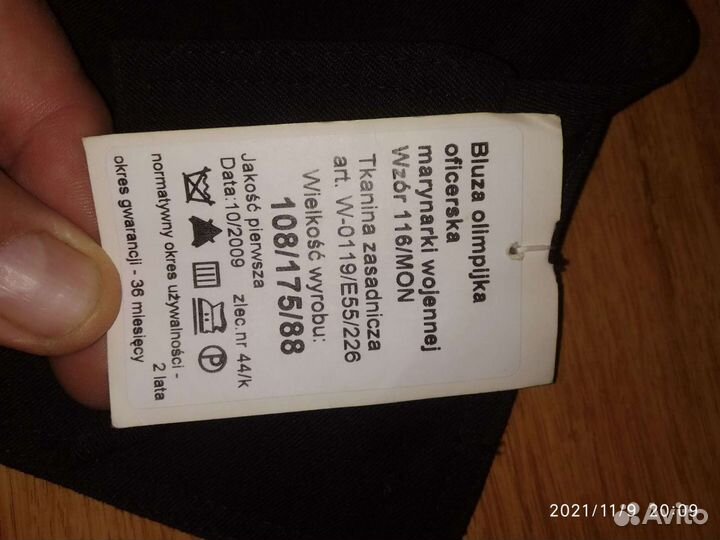 Bluza olimpijka
oficerska
marynarki wojennej
Wzór 116/MON
Tkanina zasadnicza
art. W-0119/E55/226
Wielkość wyrobu:
108/175/88
Jakość pierwsza
Data:10/2009 zlec.nr 44/k
P
normatywny okres używalności -
2 lata
okres gwarancji - 36 miesięcy
2021/11/9 20:09
Avito